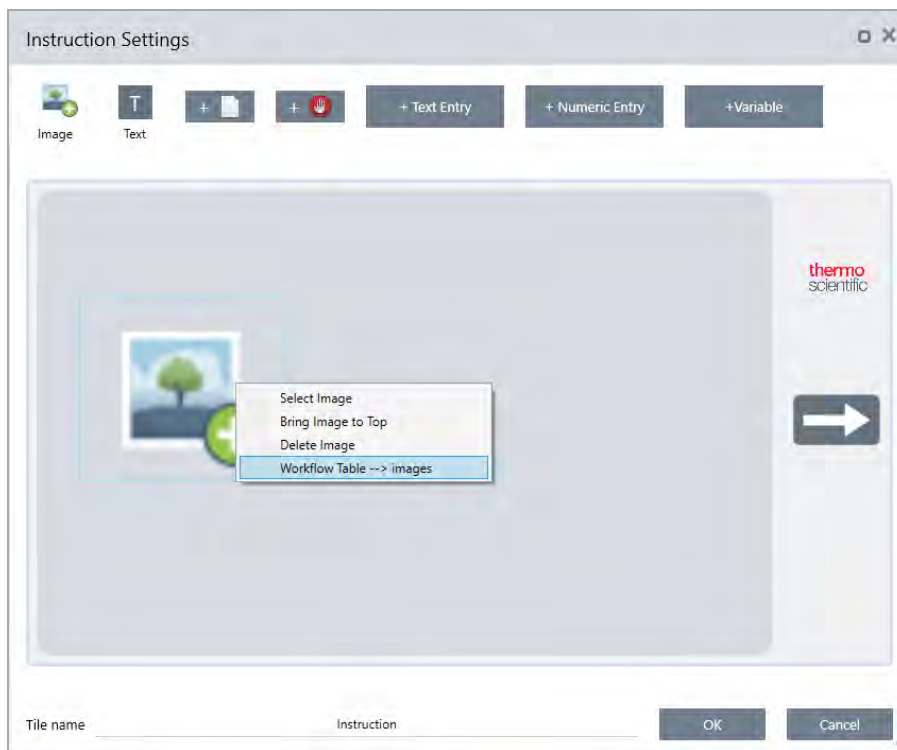 Instruction Settings
Image
T
Text
+
+
+ Text Entry
+ Numeric Entry
+Variable
thermo
scientific
Select Image
Bring Image to Top
Delete Image
Workflow Table --> images
Tile name
Instruction
OK
Cancel